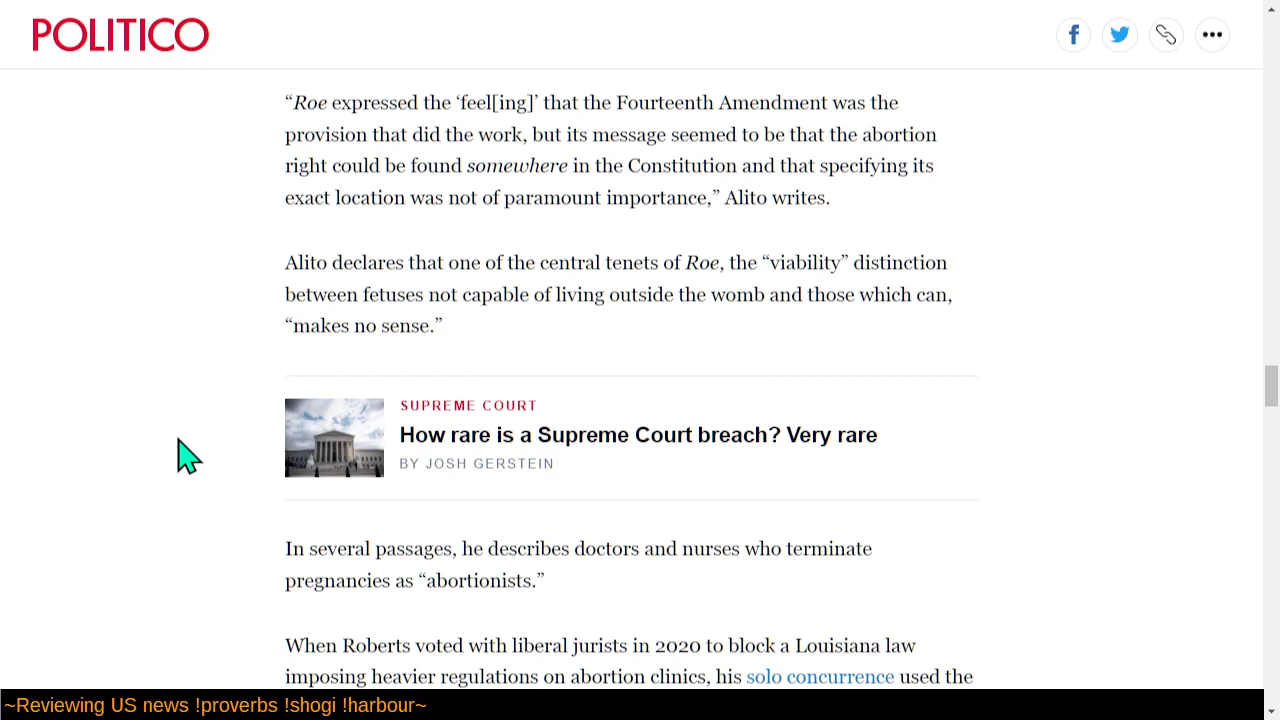 POLITICO
“Roe expressed the ‘feel[ing]’ that the Fourteenth Amendment was the
provision that did the work, but its message seemed to be that the abortion
right could be found somewhere in the Constitution and that specifying its
exact location was not of paramount importance,” Alito writes.
Alito declares that one of the central tenets of Roe, the “viability” distinction
between fetuses not capable of living outside the womb and those which can,
“makes no sense.”
SUPREME COURT
How rare is a Supreme Court breach? Very rare
BY JOSH GERSTEIN
In several passages, he describes doctors and nurses who terminate
pregnancies as “abortionists.”
When Roberts voted with liberal jurists in 2020 to block a Louisiana law
imposing heavier regulations on abortion clinics, his solo concurrence used the
~Reviewing US news !proverbs !shogi !harbour~